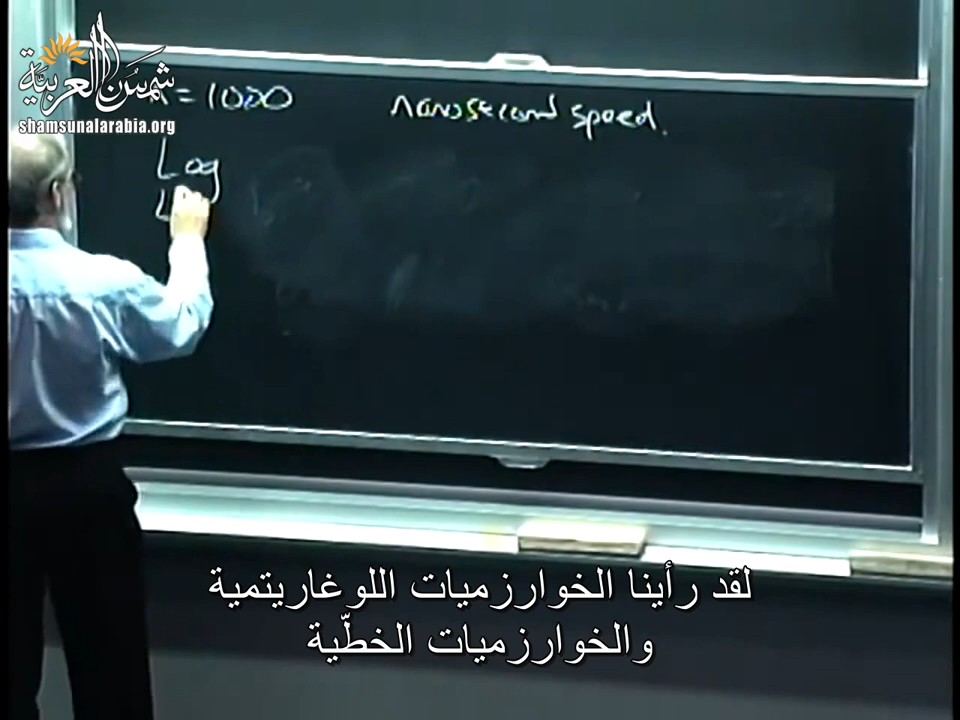 شمس العربية
shamsunalarabia.org
= 1000
nanosecond speed.
Log
L
لقد رأينا الخوارزميات اللوغاريتمية
والخوارزميات الخطّية